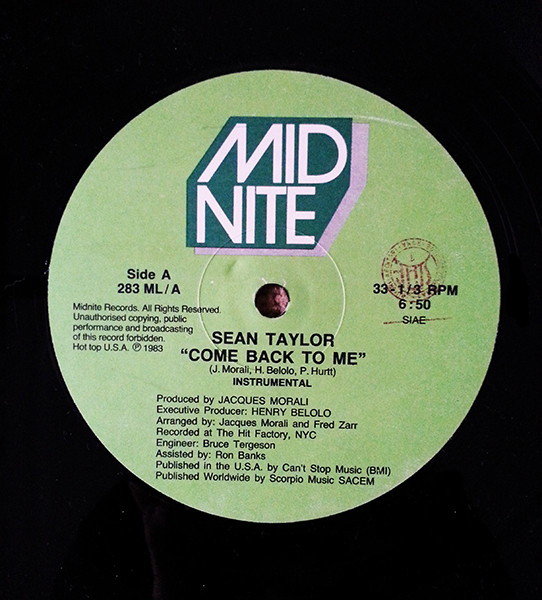 MID
NITE
Side A
283 ML/A
33-1/3 RPM
6:50
SIAE
Midnite Records. All Rights Reserved.
Unauthorised copying, public
performance and broadcasting
of this record forbidden.
Hot top U.S.A. ℗ 1983
SEAN TAYLOR
"COME BACK TO ME"
(J. Morali, H. Belolo, P. Hurtt)
INSTRUMENTAL
Produced by JACQUES MORALI
Executive Producer: HENRY BELOLO
Arranged by: Jacques Morali and Fred Zarr
Recorded at The Hit Factory, NYC
Engineer: Bruce Tergeson
Assisted by: Ron Banks
Published in the U.S.A. by Can't Stop Music (BMI)
Published Worldwide by Scorpio Music SACEM